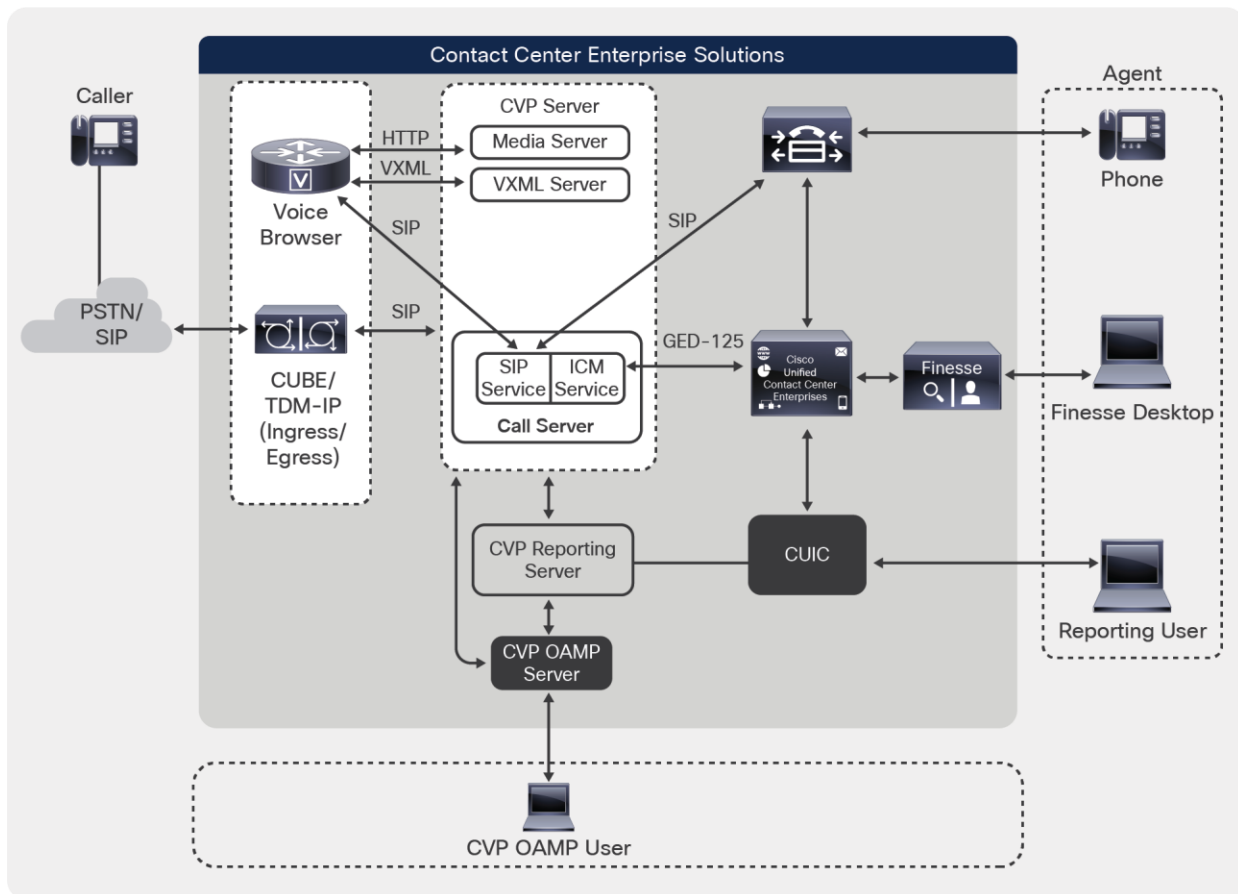 Contact Center Enterprise Solutions
Caller
PSTN/
SIP
Voice
Browser
CUBE/
TDM-IP
(Ingress/
Egress)
HTTP
VXML
SIP
SIP
CVP Server
Media Server
VXML Server
SIP
Service
ICM
Service
Call Server
SIP
GED-125
www
Cisco
Unified
Contact Center
Enterprises
Finesse
Agent
Phone
Finesse Desktop
Reporting User
CVP Reporting
Server
CUIC
CVP OAMP
Server
CVP OAMP User
V